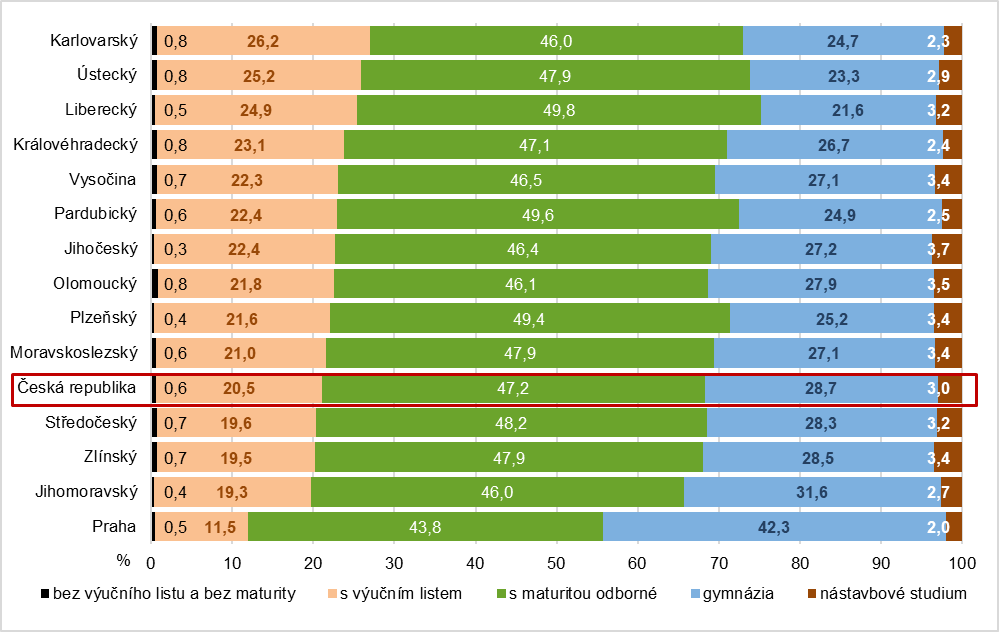 Karlovarský 0,8 26,2 46,0 24,7 2,3
Ústecký 0,8 25,2 47,9 23,3 2,9
Liberecký 0,5 24,9 49,8 21,6 3,2
Královéhradecký 0,8 23,1 47,1 26,7 2,4
Vysočina 0,7 22,3 46,5 27,1 3,4
Pardubický 0,6 22,4 49,6 24,9 2,5
Jihočeský 0,3 22,4 46,4 27,2 3,7
Olomoucký 0,8 21,8 46,1 27,9 3,5
Plzeňský 0,4 21,6 49,4 25,2 3,4
Moravskoslezský 0,6 21,0 47,9 27,1 3,4
Česká republika 0,6 20,5 47,2 28,7 3,0
Středočeský 0,7 19,6 48,2 28,3 3,2
Zlínský 0,7 19,5 47,9 28,5 3,4
Jihomoravský 0,4 19,3 46,0 31,6 2,7
Praha 0,5 11,5 43,8 42,3 2,0
% 0 10 20 30 40 50 60 70 80 90 100
bez výučního listu a bez maturity s výučním listem s maturitou odborné gymnázia nástavbové studium